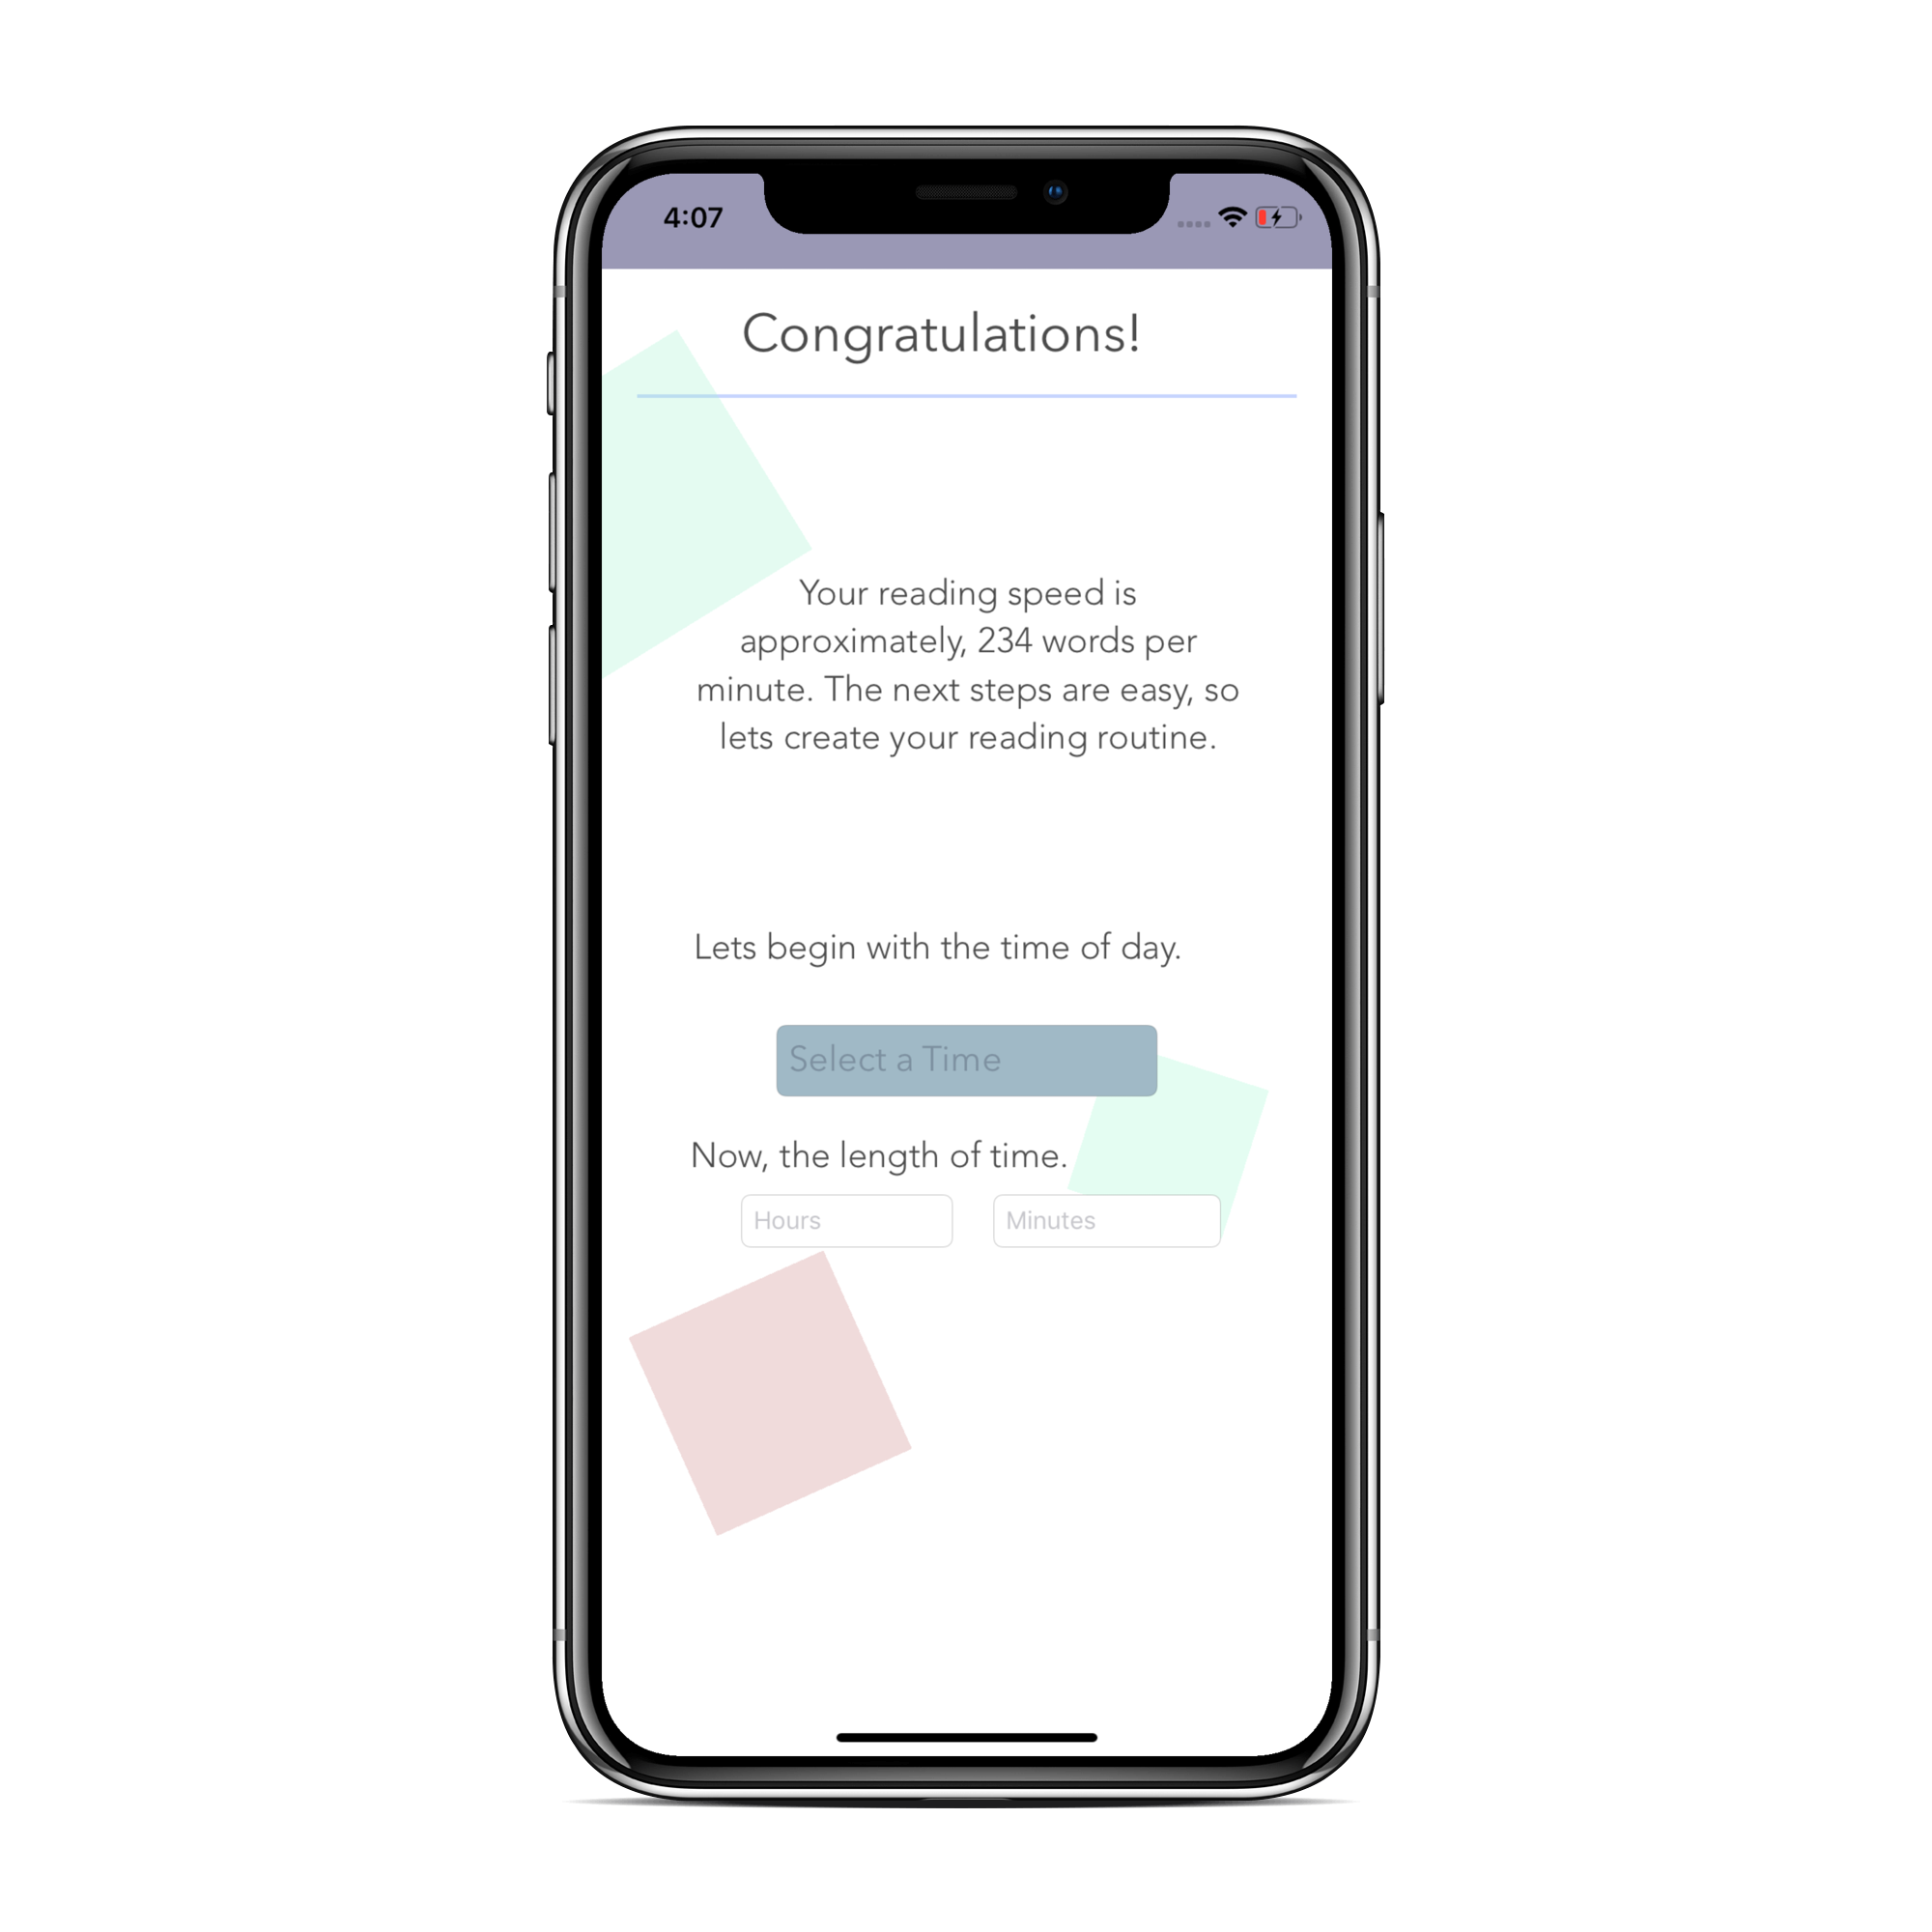 4:07
Congratulations!
Your reading speed is
approximately, 234 words per
minute. The next steps are easy, so
lets create your reading routine.
Lets begin with the time of day.
Select a Time
Now, the length of time.
Hours Minutes